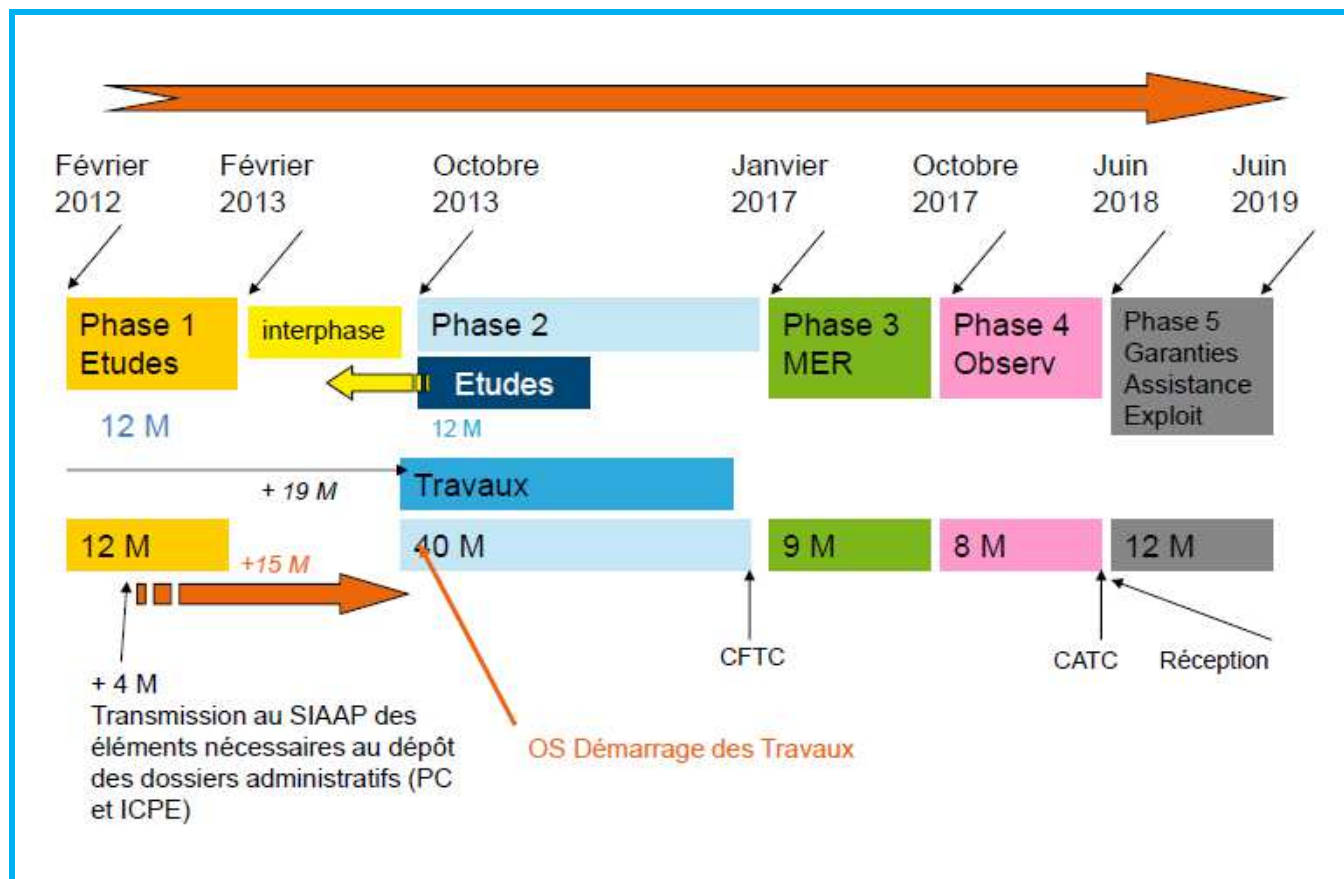 Février
2012
Février
2013
Octobre
2013
Janvier
2017
Octobre
2017
Juin
2018
Juin
2019
Phase 1
Etudes
interphase
Phase 2
Phase 3
MER
Phase 4
Observ
Phase 5
Garanties
Assistance
Exploit
Etudes
12 M
12 M
+ 19 M
Travaux
12 M
+15 M
40 M
9 M
8 M
12 M
CFTC
CATC
Réception
+ 4 M
Transmission au SIAAP des
éléments nécessaires au dépôt
des dossiers administratifs (PC
et ICPE)
OS Démarrage des Travaux